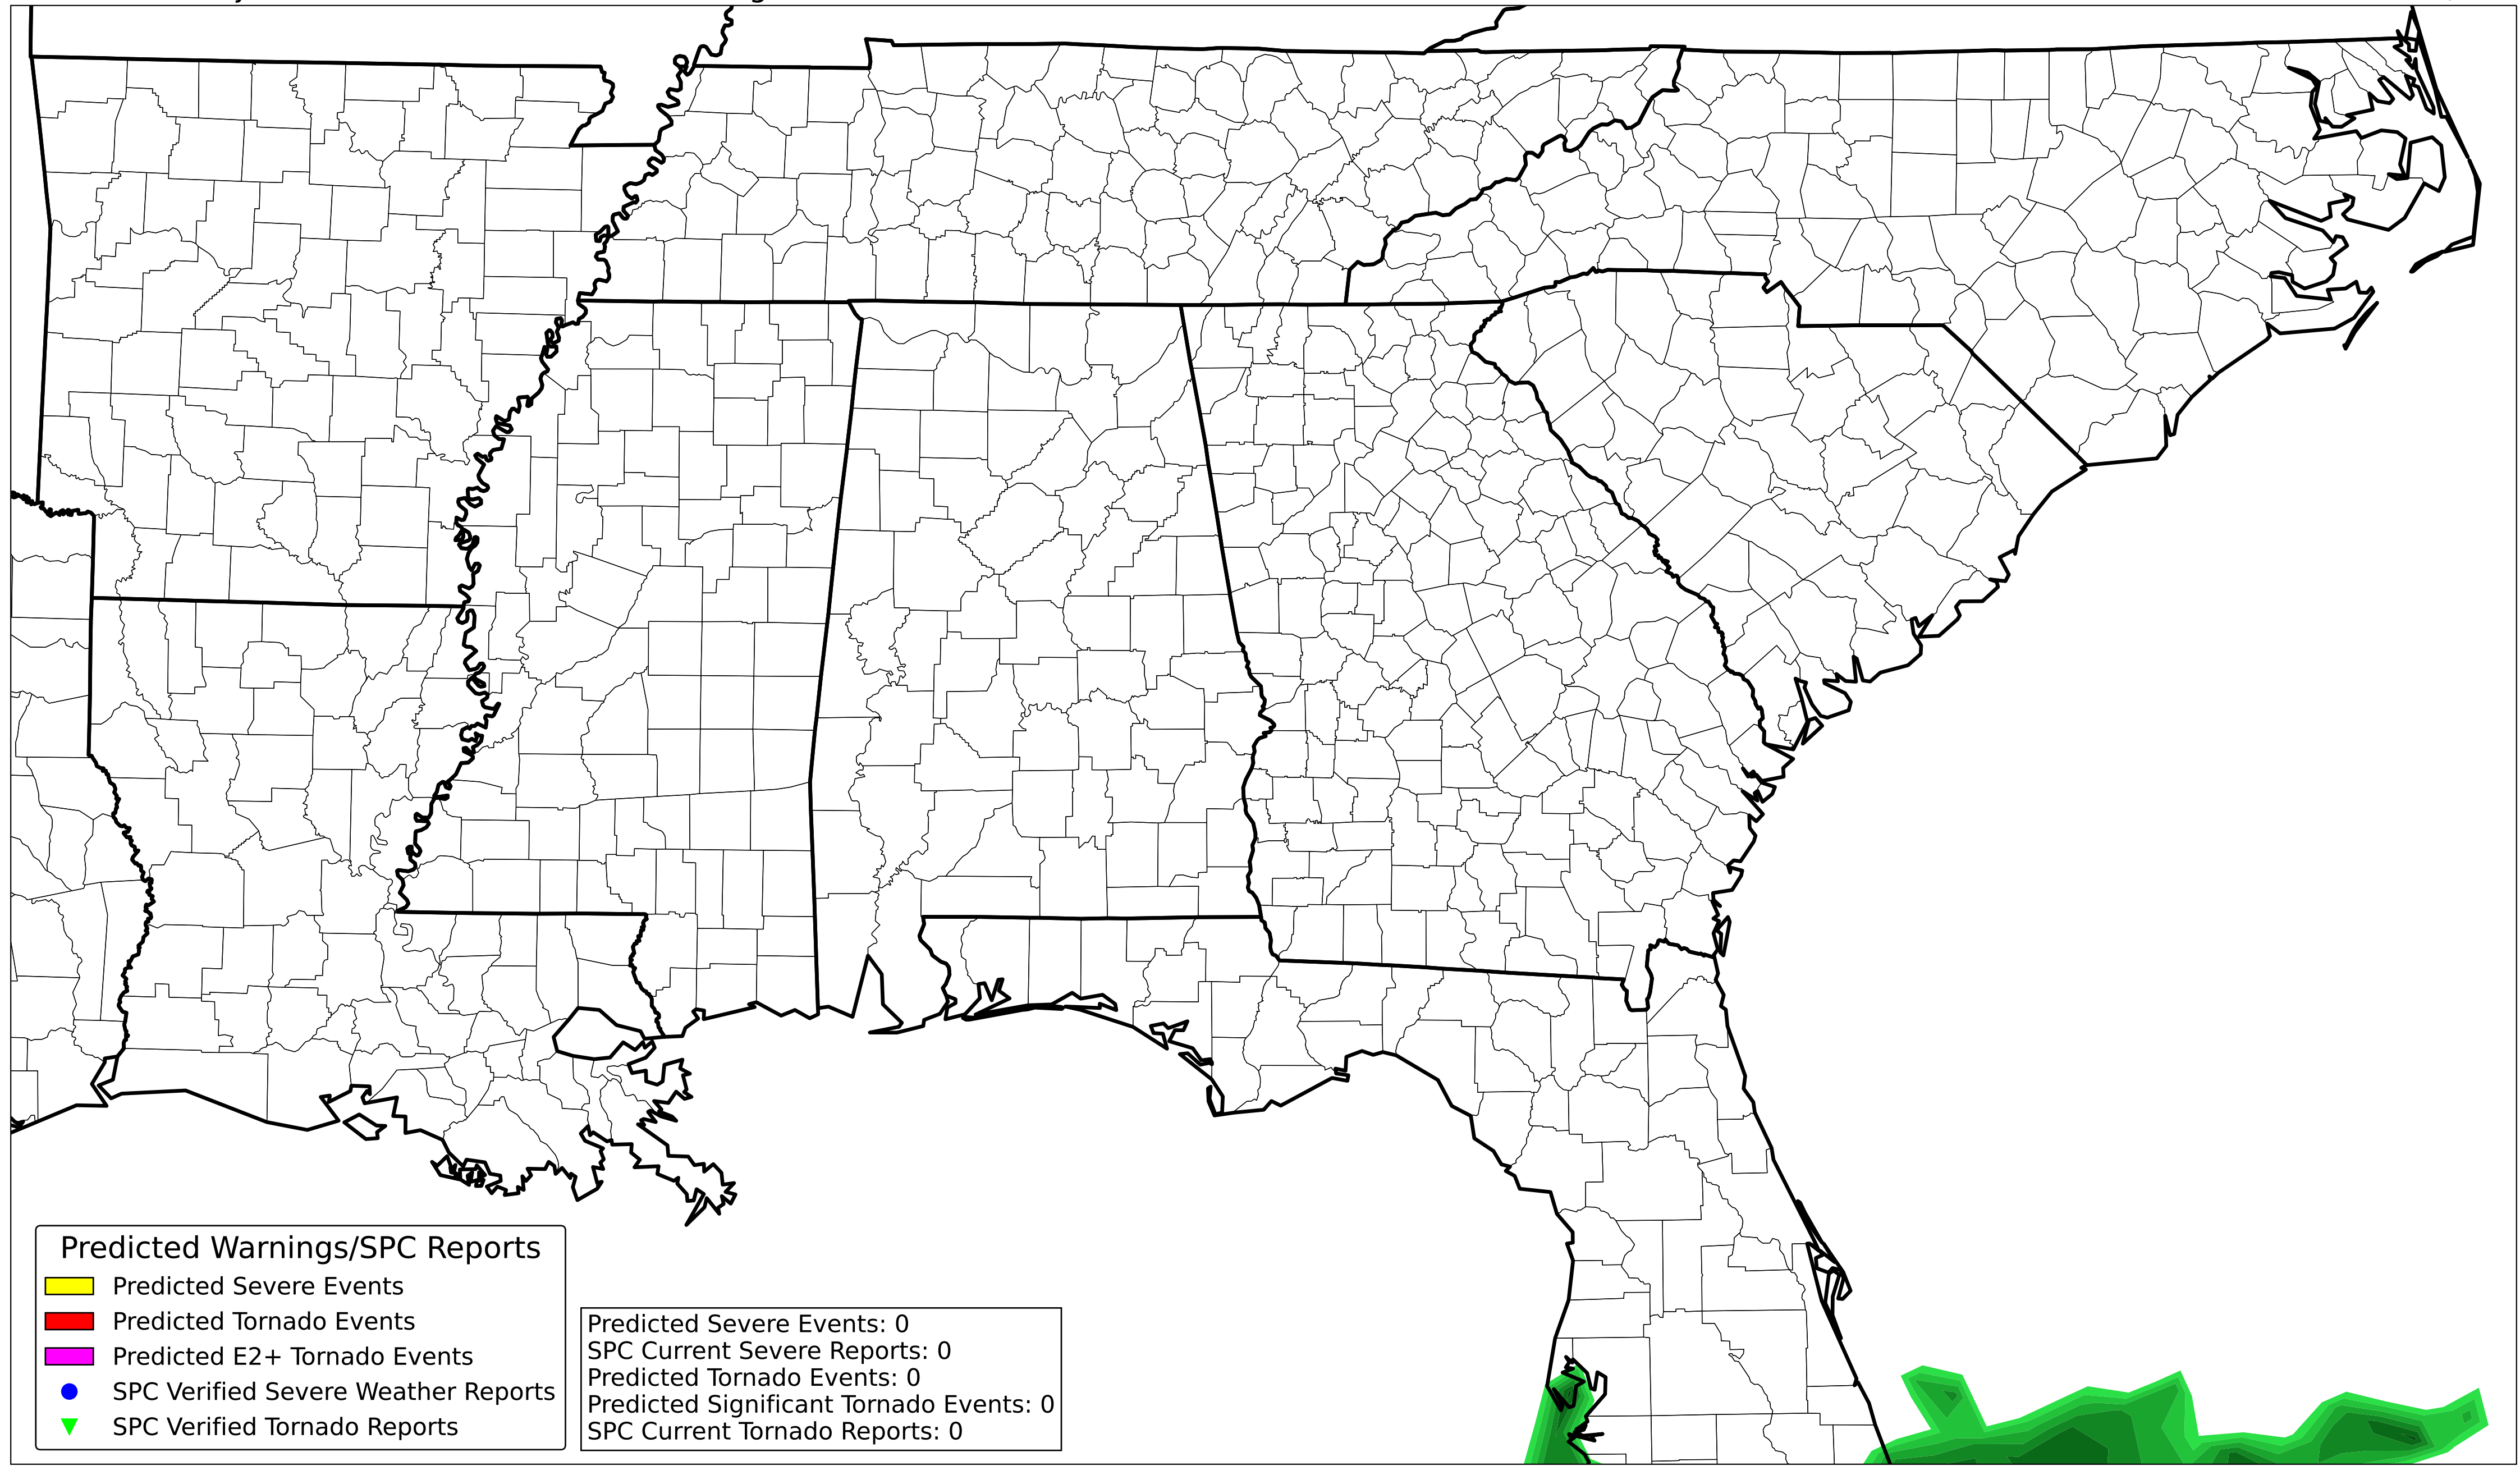 Predicted Warnings/SPC Reports
Predicted Severe Events
Predicted Tornado Events
Predicted E2+ Tornado Events
SPC Verified Severe Weather Reports
SPC Verified Tornado Reports
Predicted Severe Events: 0
SPC Current Severe Reports: 0
Predicted Tornado Events: 0
Predicted Significant Tornado Events: 0
SPC Current Tornado Reports: 0